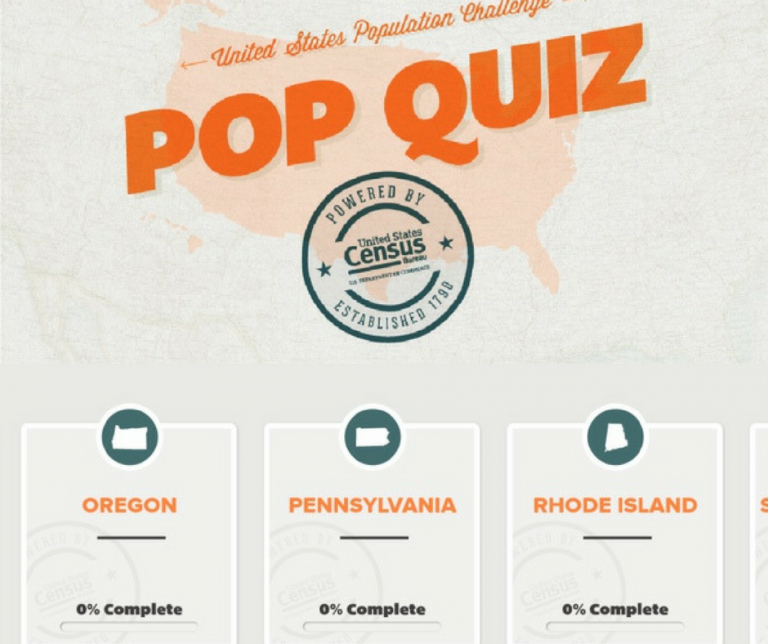 United States Population Challenge
POP QUIZ
POWERED BY
United States
Census
Bureau
U.S. DEPARTMENT OF COMMERCE
ESTABLISHED 1790
OREGON
PENNSYLVANIA
RHODE ISLAND
S
0% Complete
0% Complete
0% Complete